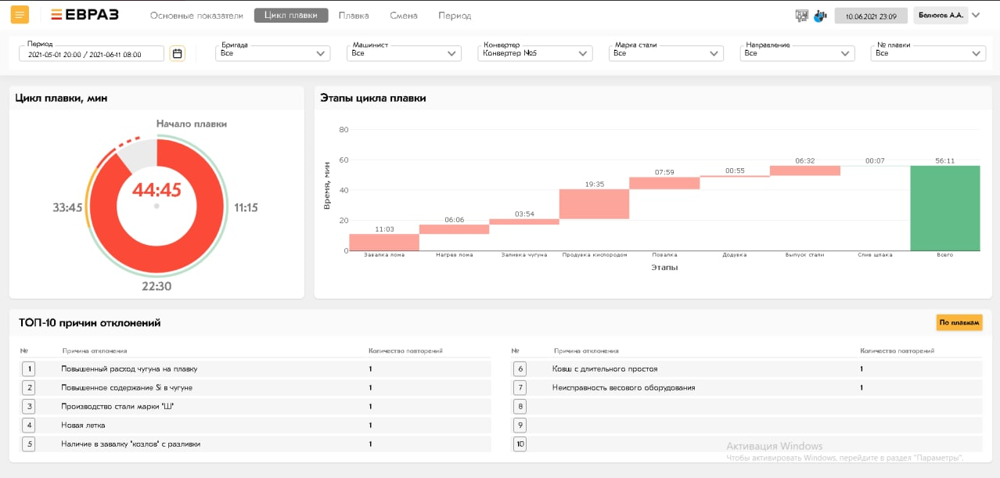 ЕВРАЗ Основные показатели Цикл плавки Плавка Смена Период 10.06.2021 23:09 Белюгов А.А.
Период Бригада Машинист Конвертер Марка стали Направление № плавки
2021-05-01 20:00 / 2021-06-11 08:00 Все Все Конвертер №5 Все Все Все
Цикл плавки, мин
Начало плавки
44:45
33:45 11:15
22:30
Этапы цикла плавки
Время, мин
80
60
40
20
0
11:03 06:06 03:54 19:35 07:59 00:55 06:32 00:07 56:11
Завалка лома Нагрев лома Заливка чугуна Продувка кислородом Повалка Додувка Выпуск стали Слив шлака Всего
Этапы
ТОП-10 причин отклонений По плавкам
№ Причина отклонения Количество повторений
1 Повышенный расход чугуна на плавку 1
2 Повышенное содержание Si в чугуне 1
3 Производство стали марки "Ш" 1
4 Новая летка 1
5 Наличие в завалку "козлов" с разливки 1
№ Причина отклонения Количество повторений
6 Ковш с длительного простоя 1
7 Неисправность весового оборудования 1
8
9
10
Активация Windows
Чтобы активировать Windows, перейдите в раздел "Параметры".